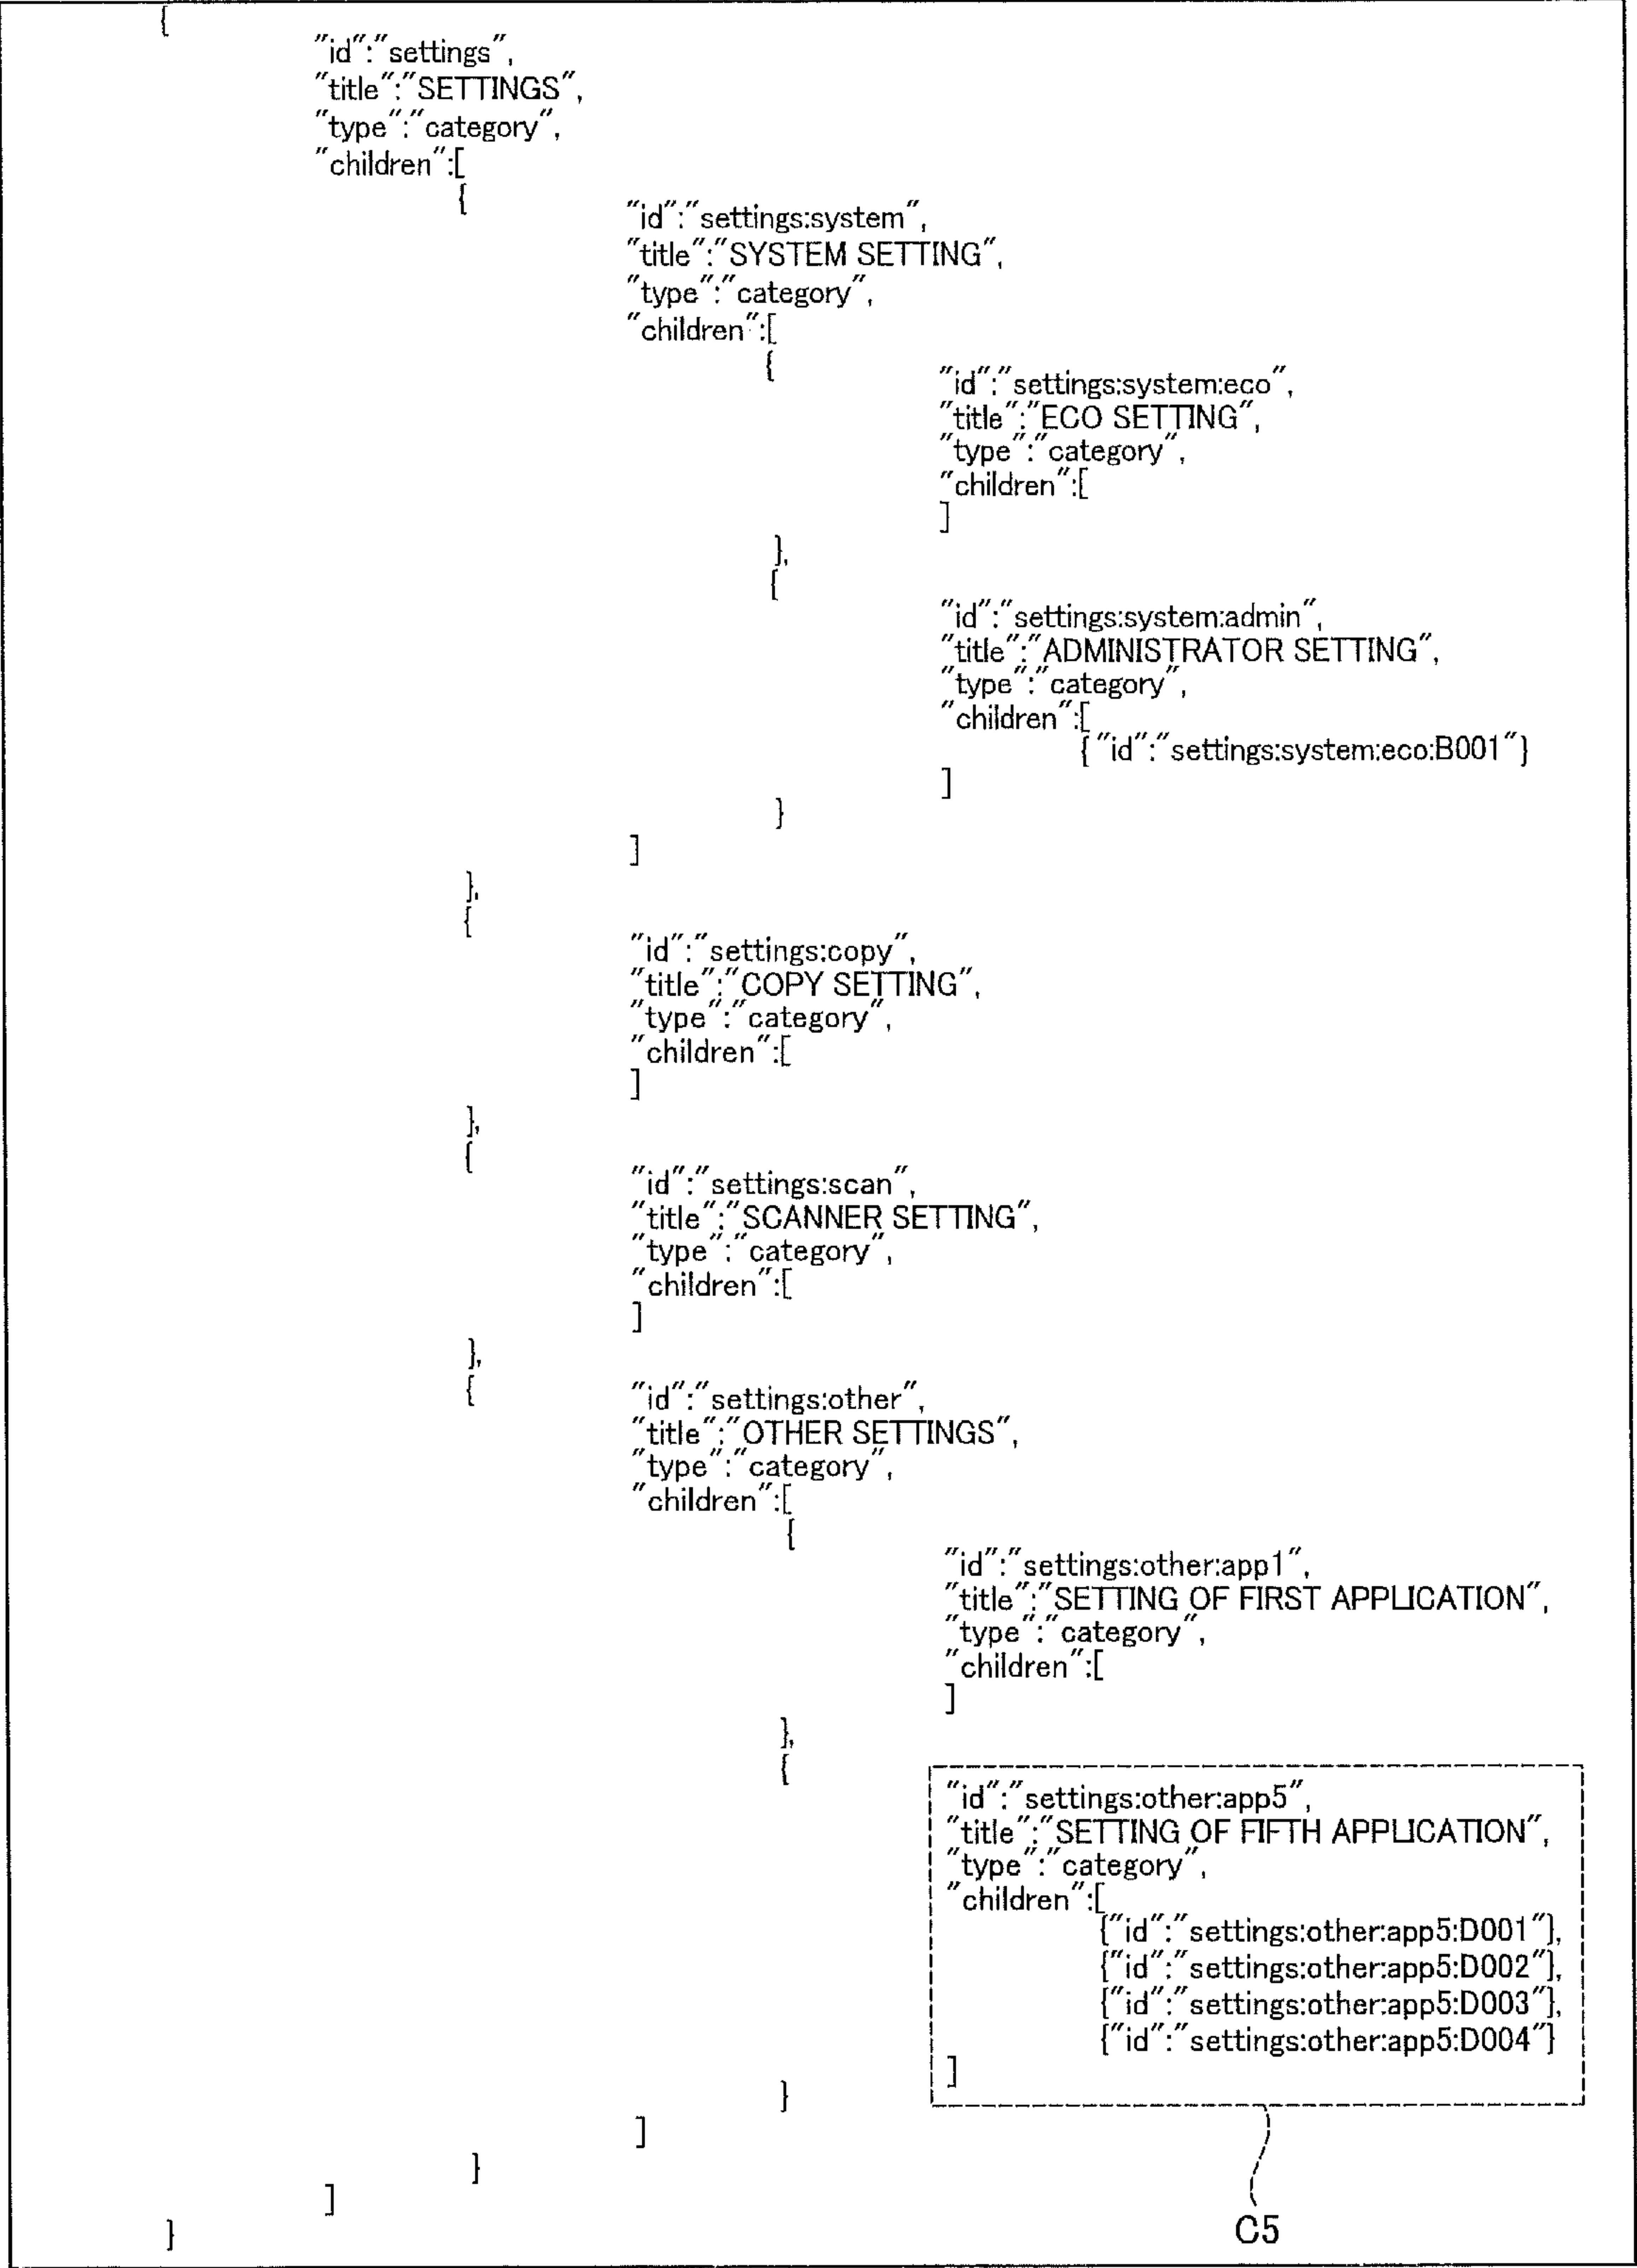 {
"id":"settings",
"title":"SETTINGS",
"type":"category",
"children":[
{
"id":"settings:system",
"title":"SYSTEM SETTING",
"type":"category",
"children":[
{
"id":"settings:system:eco",
"title":"ECO SETTING",
"type":"category",
"children":[
]
},
{
"id":"settings:system:admin",
"title":"ADMINISTRATOR SETTING",
"type":"category",
"children":[
{"id":"settings:system:eco:B001"}
]
}
]
},
{
"id":"settings:copy",
"title":"COPY SETTING",
"type":"category",
"children":[
]
},
{
"id":"settings:scan",
"title":"SCANNER SETTING",
"type":"category",
"children":[
]
},
{
"id":"settings:other",
"title":"OTHER SETTINGS",
"type":"category",
"children":[
{
"id":"settings:other:app1",
"title":"SETTING OF FIRST APPLICATION",
"type":"category",
"children":[
]
},
{
"id":"settings:other:app5",
"title":"SETTING OF FIFTH APPLICATION",
"type":"category",
"children":[
{"id":"settings:other:app5:D001"},
{"id":"settings:other:app5:D002"},
{"id":"settings:other:app5:D003"},
{"id":"settings:other:app5:D004"}
]
}
]
}
]
}
C5